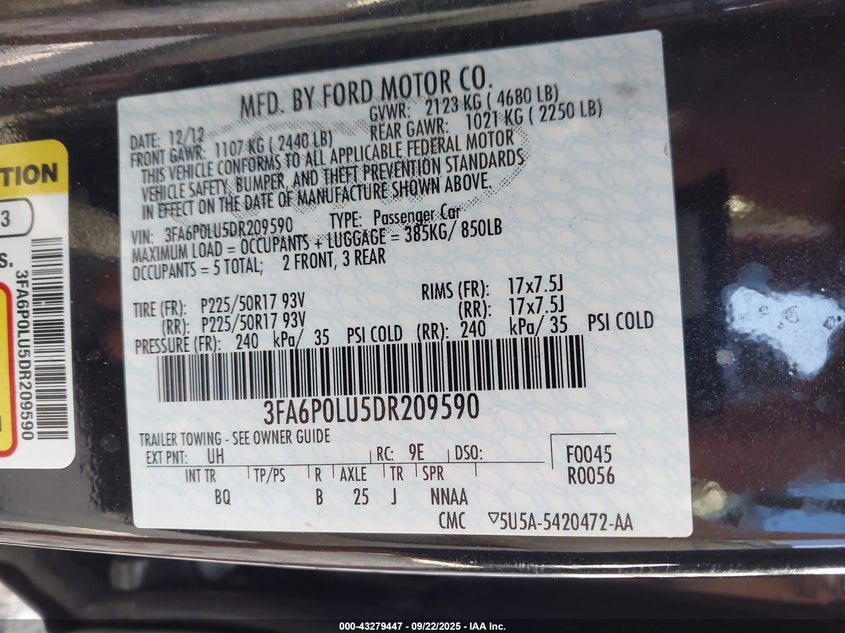 MFD. BY FORD MOTOR CO.
DATE: 12/12
GVWR: 2123 KG ( 4680 LB)
FRONT GAWR: 1107 KG ( 2440 LB)
REAR GAWR: 1021 KG ( 2250 LB)
THIS VEHICLE CONFORMS TO ALL APPLICABLE FEDERAL MOTOR
VEHICLE SAFETY, BUMPER, AND THEFT PREVENTION STANDARDS
IN EFFECT ON THE DATE OF MANUFACTURE SHOWN ABOVE.
VIN: 3FA6P0LU5DR209590 TYPE: Passenger Car
MAXIMUM LOAD = OCCUPANTS + LUGGAGE = 385KG/ 850LB
OCCUPANTS = 5 TOTAL; 2 FRONT, 3 REAR
TIRE (FR): P225/50R17 93V RIMS (FR): 17x7.5J
(RR): P225/50R17 93V (RR): 17x7.5J
PRESSURE (FR): 240 kPa/ 35 PSI COLD (RR): 240 kPa/ 35 PSI COLD
3FA6P0LU5DR209590
TRAILER TOWING - SEE OWNER GUIDE
EXT PNT: UH RC: 9E DSO: F0045
R0056
INT TR TP/PS R AXLE TR SPR
BQ B 25 J NNAA
CMC ▽5U5A-5420472-AA
TION
3
S.
3FA6P0LU5DR209590
000-43279447 - 09/22/2025 - IAA Inc.